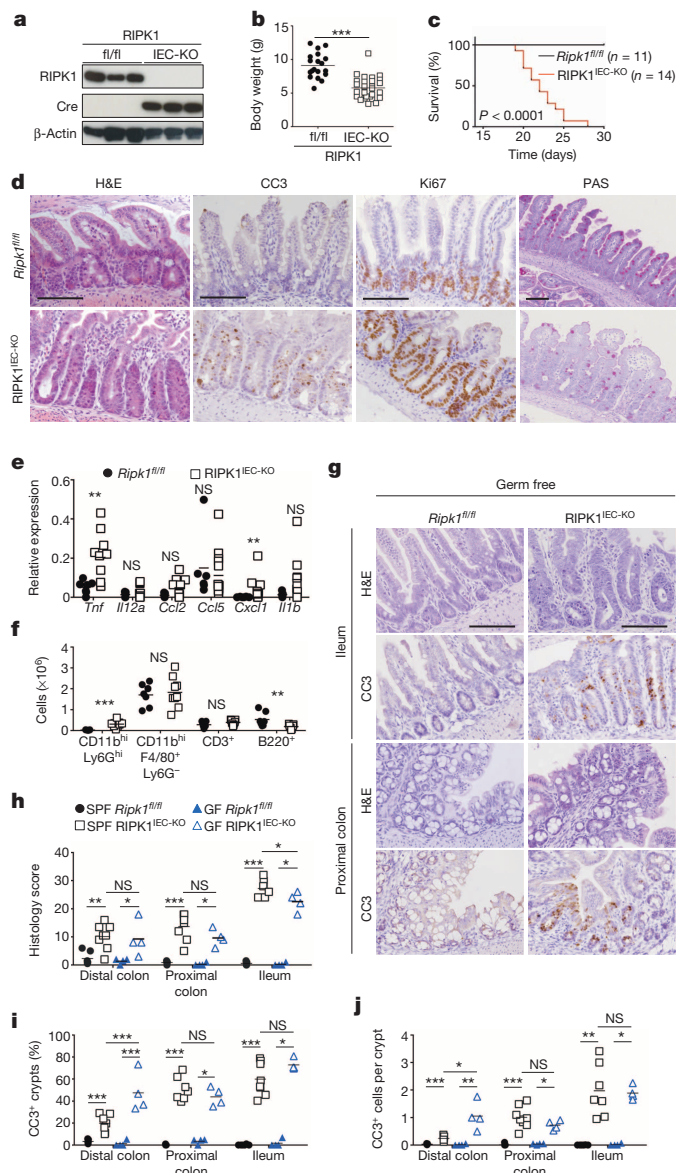 a
RIPK1
fl/fl IEC-KO
RIPK1
Cre
β-Actin
b
Body weight (g)
15
10
5
0
***
fl/fl IEC-KO
RIPK1
c
Survival (%)
100
50
Ripk1fl/fl (n = 11)
RIPK1IEC-KO (n = 14)
P < 0.0001
15 20 25 30
Time (days)
d
H&E CC3 Ki67 PAS
Ripk1fl/fl
RIPK1IEC-KO
e
Ripk1fl/fl RIPK1IEC-KO
Relative expression
0.6
0.4
0.2
0
** NS NS NS ** NS
Tnf Il12a Ccl2 Ccl5 Cxcl1 Il1b
f
Cells (×10⁶)
4
3
2
1
0
*** NS NS **
CD11bhi CD11bhi CD3+ B220+
Ly6Ghi F4/80+
Ly6G−
g
Germ free
Ripk1fl/fl RIPK1IEC-KO
Ileum
H&E
CC3
Proximal colon
H&E
CC3
h
SPF Ripk1fl/fl GF Ripk1fl/fl
SPF RIPK1IEC-KO GF RIPK1IEC-KO
Histology score
40
30
20
10
0
NS NS *
** * *** * *** *
Distal colon Proximal colon Ileum
i
CC3+ crypts (%)
100
80
60
40
20
0
*** NS NS
*** *** *** * *** *
Distal colon Proximal colon Ileum
j
CC3+ cells per crypt
4
3
2
1
0
* NS NS
*** ** *** * ** *
Distal colon Proximal colon Ileum